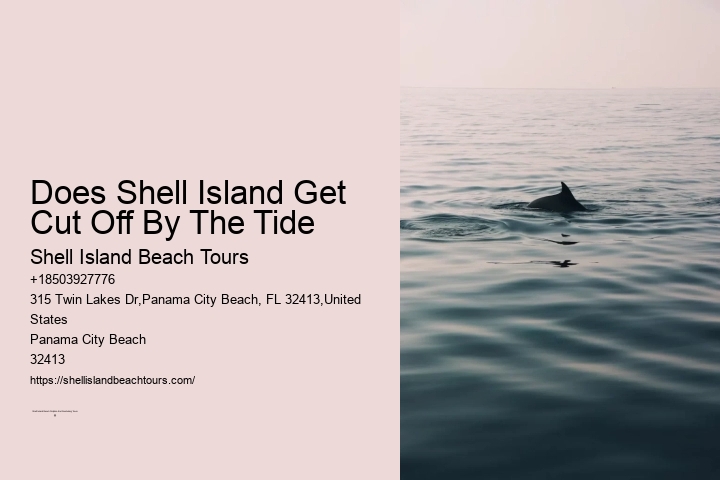 Does Shell Island Get
Cut Off By The Tide
Shell Island Beach Tours
+18503927776
315 Twin Lakes Dr,Panama City Beach, FL 32413,United
States
Panama City Beach
32413
https://shellislandbeachtours.com/